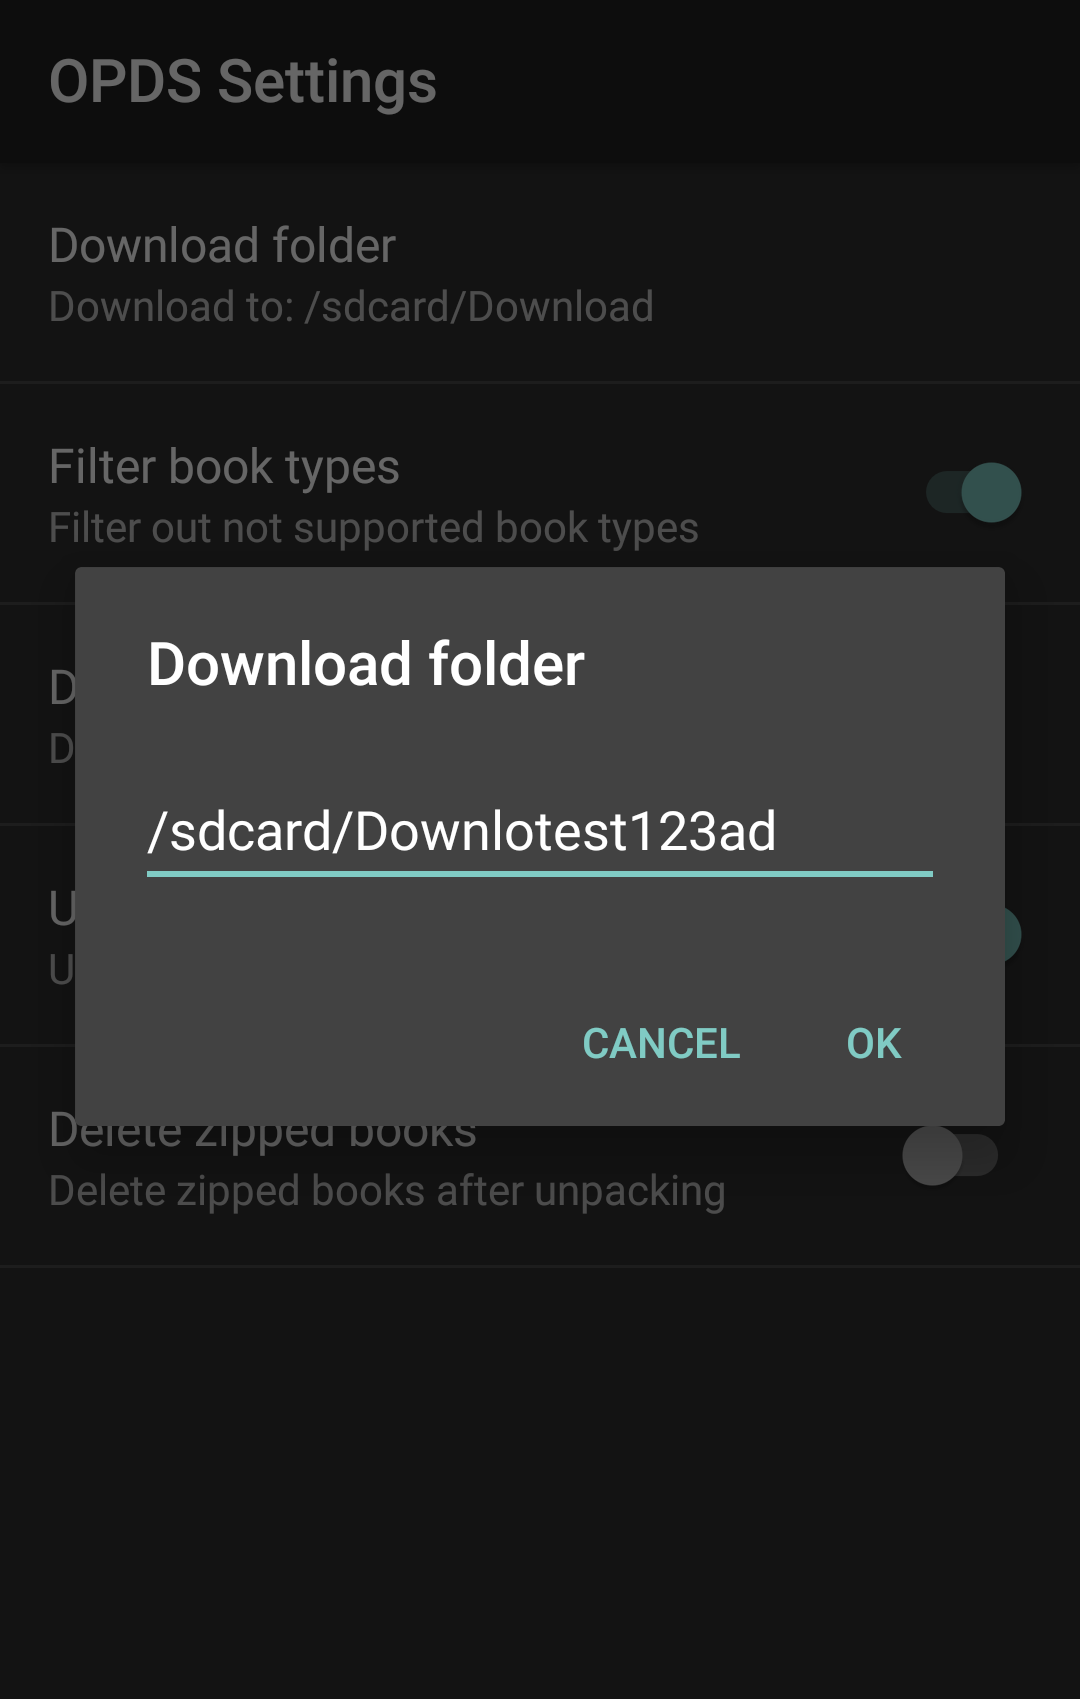 OPDS Settings
Download folder
Download to: /sdcard/Download
Filter book types
Filter out not supported book types
Download folder
/sdcard/Downlotest123ad
CANCEL
OK
Delete zipped books
Delete zipped books after unpacking